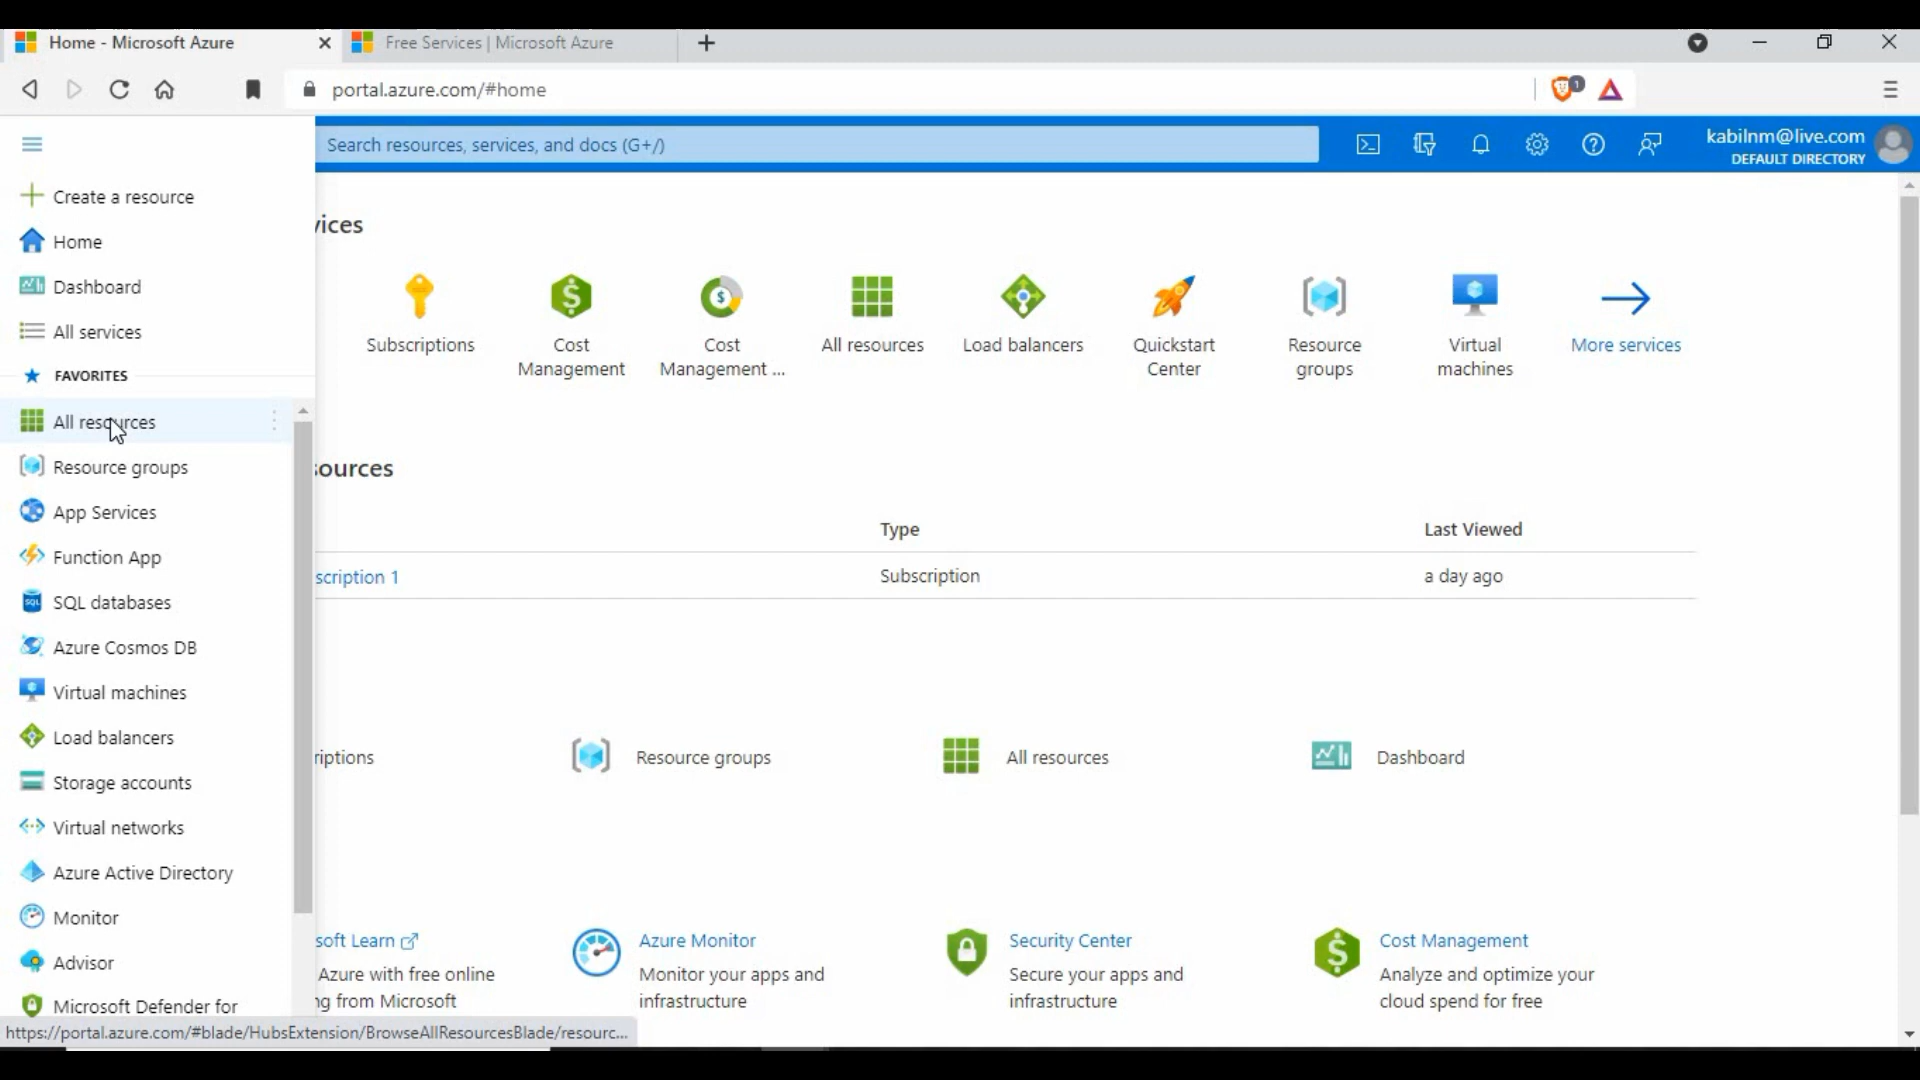 Home - Microsoft Azure
Free Services | Microsoft Azure
portal.azure.com/#home
1
Search resources, services, and docs (G+/)
kabilnm@live.com
DEFAULT DIRECTORY
Create a resource
Home
Dashboard
All services
FAVORITES
All resources
Resource groups
App Services
Function App
SQL databases
SQL
Azure Cosmos DB
Virtual machines
Load balancers
Storage accounts
Virtual networks
Azure Active Directory
Monitor
Advisor
Microsoft Defender for
vices
Subscriptions
Cost
Management
Cost
Management ...
All resources
Load balancers
Quickstart
Center
Resource
groups
Virtual
machines
More services
sources
Type
Last Viewed
scription 1
Subscription
a day ago
riptions
Resource groups
All resources
Dashboard
soft Learn
Azure with free online
ng from Microsoft
Azure Monitor
Monitor your apps and
infrastructure
Security Center
Secure your apps and
infrastructure
Cost Management
Analyze and optimize your
cloud spend for free
https://portal.azure.com/#blade/HubsExtension/BrowseAllResourcesBlade/resourc...